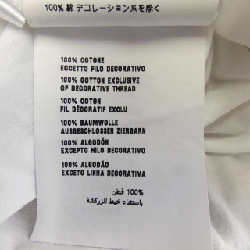 100% 綿 デコレーション糸を除く
100% COTONE
ECCETTO FILO DECORATIVO
100% COTTON EXCLUSIVE
OF DECORATIVE THREAD
100% COTON
FIL DÉCORATIF EXCLU
100% BAUMWOLLE
AUSGESCHLOSSEN ZIERGARN
100% ALGODÓN
EXCEPTO HILO DECORATIVO
100% ALGODÃO
EXCETO LINHA DECORATIVA
100% قطن
باستثناء خيط الزركشة